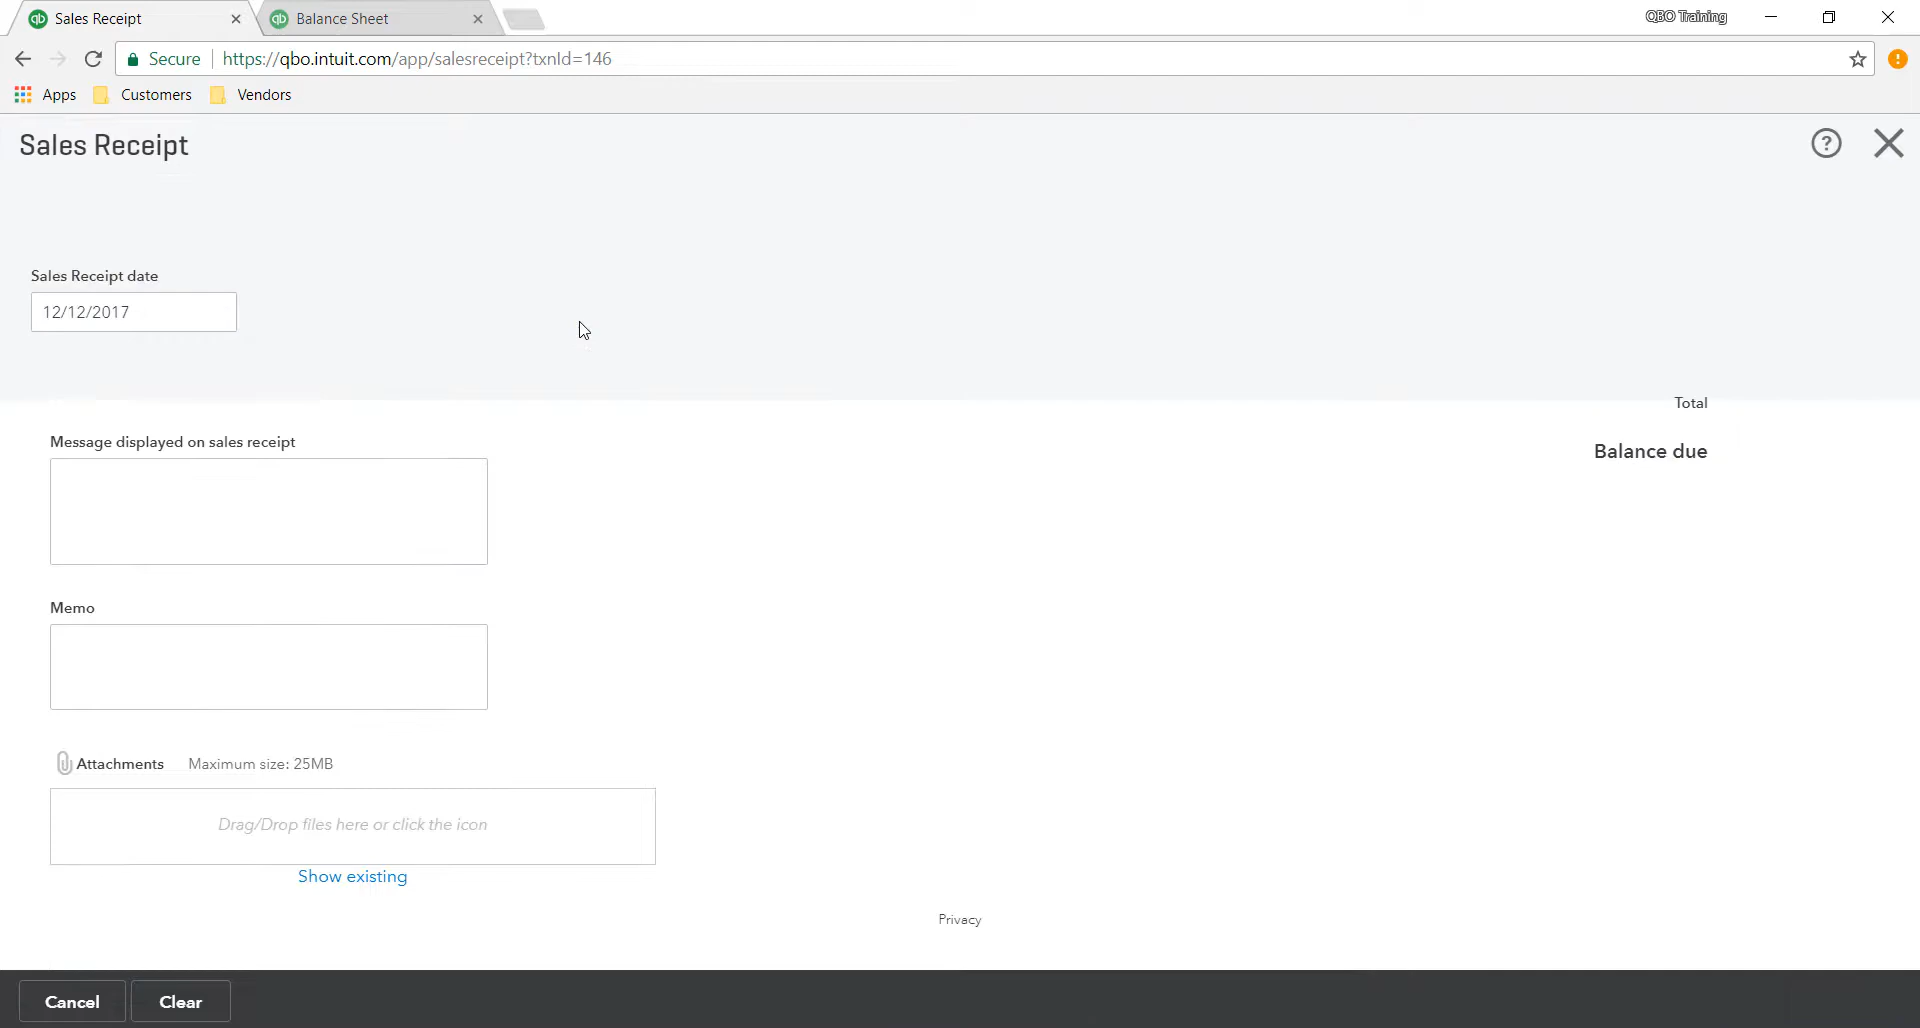 Sales Receipt
Balance Sheet
QBO Training
Secure
https://qbo.intuit.com/app/salesreceipt?txnId=146
Apps
Customers
Vendors
Sales Receipt
Sales Receipt date
12/12/2017
Total
Message displayed on sales receipt
Balance due
Memo
Attachments
Maximum size: 25MB
Drag/Drop files here or click the icon
Show existing
Privacy
Cancel
Clear